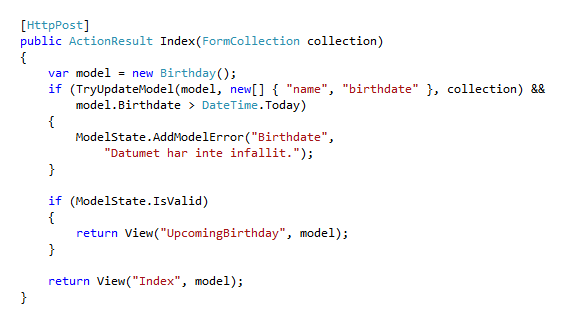 [HttpPost]
public ActionResult Index(FormCollection collection)
{
    var model = new Birthday();
    if (TryUpdateModel(model, new[] { "name", "birthdate" }, collection) &&
        model.Birthdate > DateTime.Today)
    {
        ModelState.AddModelError("Birthdate",
            "Datumet har inte infallit.");
    }

    if (ModelState.IsValid)
    {
        return View("UpcomingBirthday", model);
    }

    return View("Index", model);
}